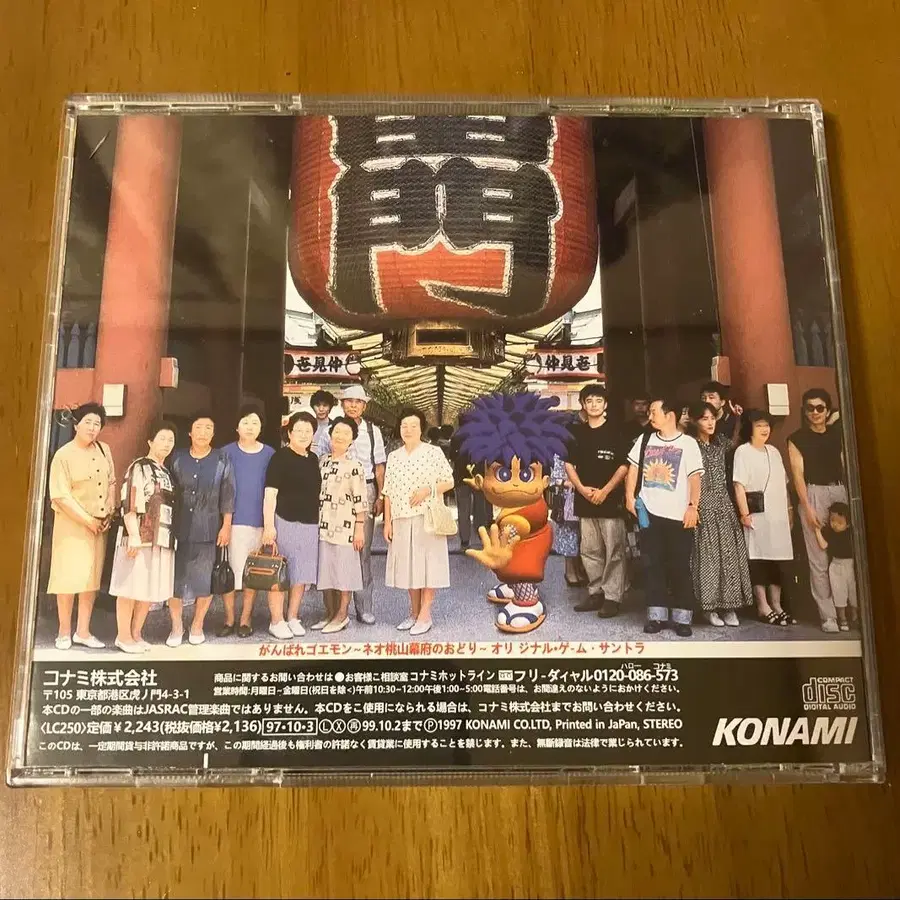 門
壱見仲
仲見壱
浅
がんばれゴエモン~ネオ桃山幕府のおどり~ オリジナル・ゲーム・サントラ
コナミ株式会社
〒105 東京都港区虎ノ門4-3-1
商品に関するお問い合わせは●お客様ご相談室 コナミホットライン フリーダイヤル0120-086-573
ハロー コナミ
営業時間:月曜日~金曜日(祝日を除く)午前10:30~12:00午後1:00~5:00電話番号は、お間違えのないようにおかけください。
本CDの一部の楽曲はJASRAC管理楽曲ではありません。本CDをご使用になられる場合は、コナミ株式会社までお問い合わせください。
〈LC250〉定価¥2,243(税抜価格¥2,136) 97・10・3 Ⓛ Ⓧ 再 99.10.2まで Ⓟ1997 KONAMI CO.LTD, Printed in JaPan, STEREO
このCDは、一定期間貸与非許諾商品ですが、この期間経過後も権利者の許諾なく賃貸業に使用することを禁じます。また、無断録音は法律で禁じられています。
COMPACT
disc
DIGITAL AUDIO
KONAMI